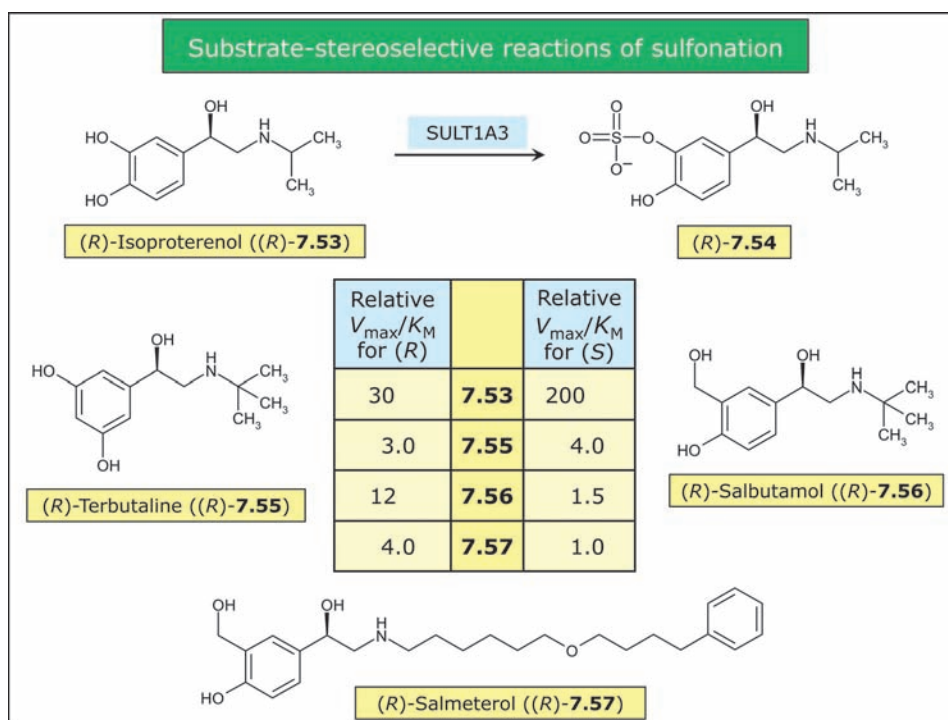 Substrate-stereoselective reactions of sulfonation
OH
HO
H
N
CH3
CH3
HO
SULT1A3
O
O
S
O
O–
OH
H
N
CH3
CH3
HO
(R)-Isoproterenol ((R)-7.53)
(R)-7.54
Relative
Vmax/KM
for (R)
Relative
Vmax/KM
for (S)
30 7.53 200
3.0 7.55 4.0
12 7.56 1.5
4.0 7.57 1.0
OH
HO
H
N
CH3
CH3
CH3
OH
(R)-Terbutaline ((R)-7.55)
OH
OH
H
N
CH3
CH3
CH3
HO
(R)-Salbutamol ((R)-7.56)
OH
OH
H
N
O
HO
(R)-Salmeterol ((R)-7.57)